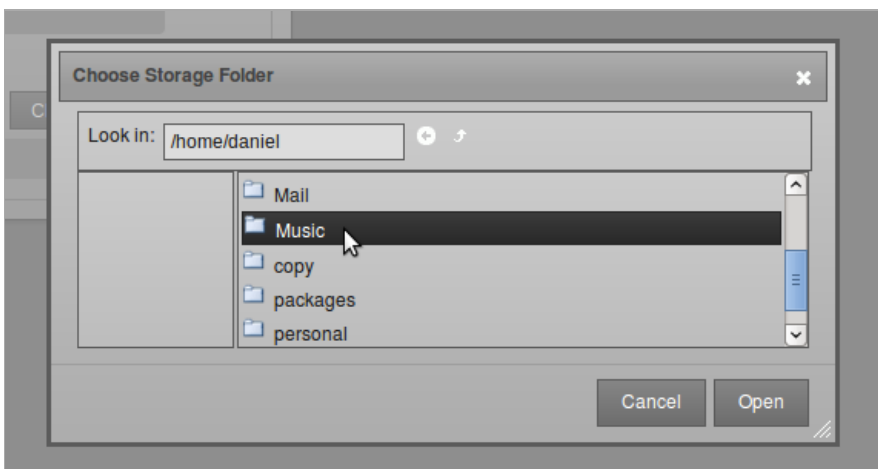 Choose Storage Folder
C
Look in: /home/daniel
Mail
Music
copy
packages
personal
Cancel Open